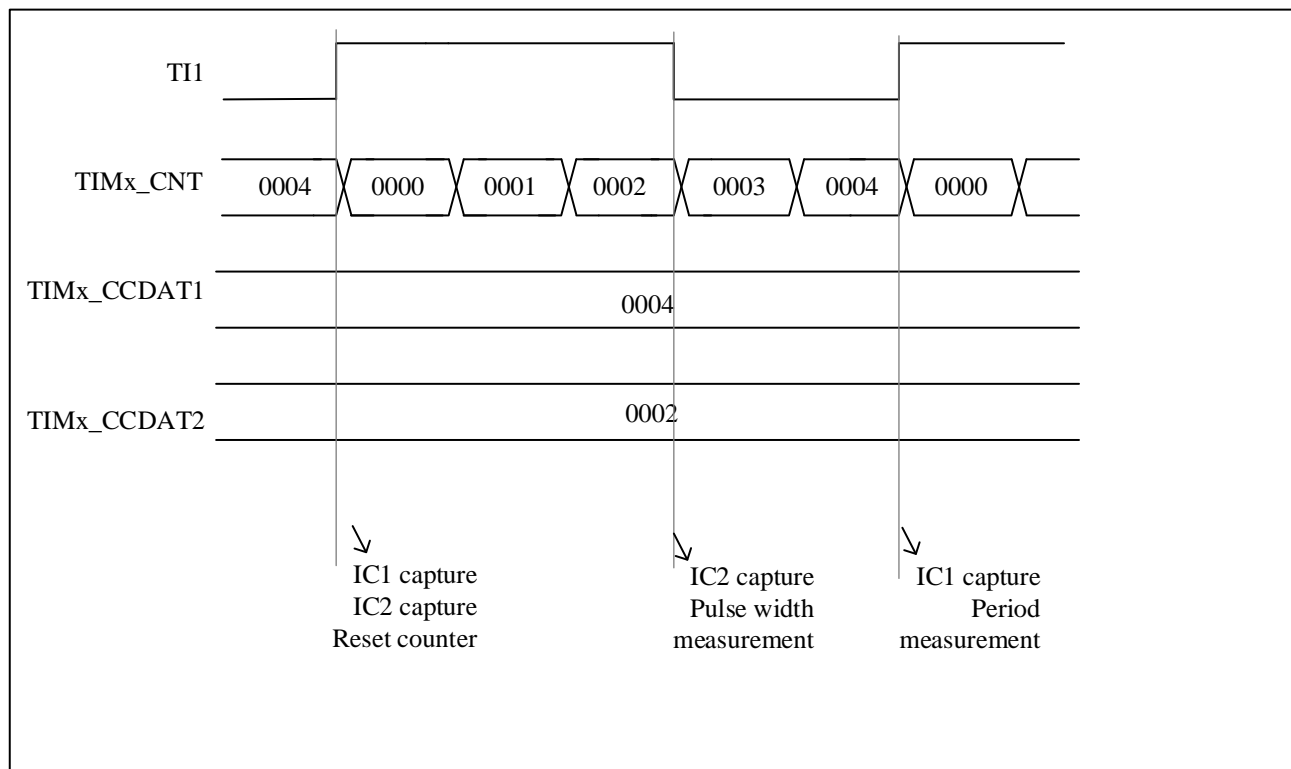 TI1
TIMx_CNT
0004 0000 0001 0002 0003 0004 0000
TIMx_CCDAT1
0004
TIMx_CCDAT2
0002
IC1 capture
IC2 capture
Reset counter
IC2 capture
Pulse width
measurement
IC1 capture
Period
measurement